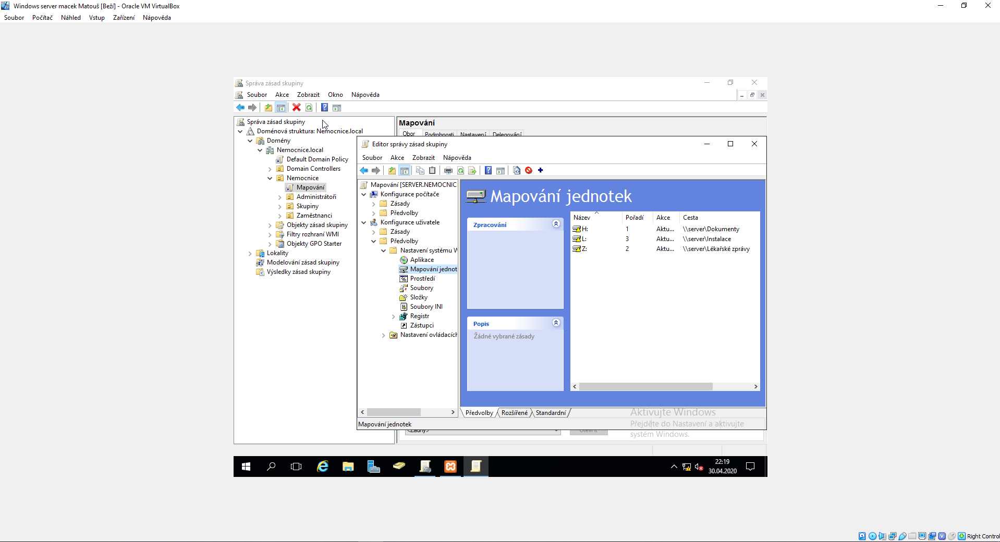 Windows server macek Matouš [Beží] - Oracle VM VirtualBox
Soubor Počítač Náhled Vstup Zařízení Nápověda
Správa zásad skupiny
Soubor Akce Zobrazit Okno Nápověda
Správa zásad skupiny
Doménová struktura: Nemocnice.local
Domény
Nemocnice.local
Default Domain Policy
Domain Controllers
Nemocnice
Mapování
Administrátoři
Skupiny
Zaměstnanci
Objekty zásad skupiny
Filtry rozhraní WMI
Objekty GPO Starter
Lokality
Modelování zásad skupiny
Výsledky zásad skupiny
Mapování
Obor Podrobnosti Nastavení Delegování
Editor správy zásad skupiny
Soubor Akce Zobrazit Nápověda
Mapování [SERVER.NEMOCNIC
Konfigurace počítače
Zásady
Předvolby
Konfigurace uživatele
Zásady
Předvolby
Nastavení systému W
Aplikace
Mapování jednot
Prostředí
Soubory
Složky
Soubory INI
Registr
Zástupci
Nastavení ovládacích
Mapování jednotek
Zpracování
Popis
Žádné vybrané zásady
Název Pořadí Akce Cesta
H: 1 Aktu... \\server\Dokumenty
L: 3 Aktu... \\server\Instalace
Z: 2 Aktu... \\server\Lékařské zprávy
Předvolby Rozšířené Standardní
Mapování jednotek
<Žádný>
Otevřít
Aktivujte Windows
Přejděte do Nastavení a aktivujte
systém Windows.
22:19
30.04.2020
Right Control